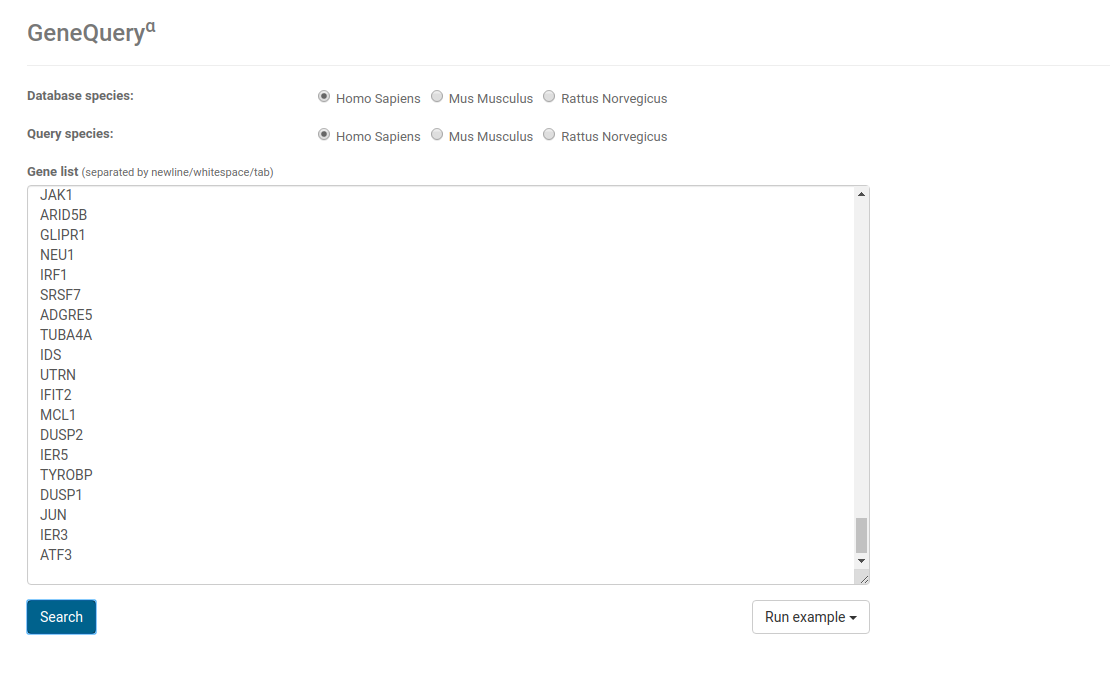 GeneQueryα
Database species: Homo Sapiens Mus Musculus Rattus Norvegicus
Query species: Homo Sapiens Mus Musculus Rattus Norvegicus
Gene list (separated by newline/whitespace/tab)
JAK1
ARID5B
GLIPR1
NEU1
IRF1
SRSF7
ADGRE5
TUBA4A
IDS
UTRN
IFIT2
MCL1
DUSP2
IER5
TYROBP
DUSP1
JUN
IER3
ATF3
Search Run example